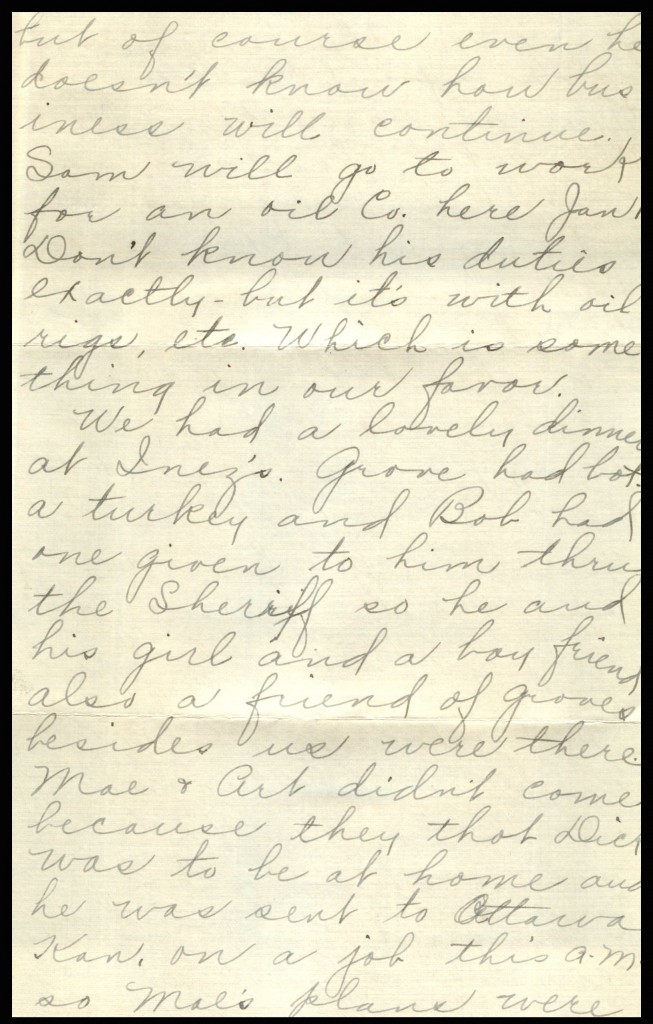 but of course even he
doesn't know how bus
iness will continue.
Sam will go to work
for an oil Co. here Jan 1
Don't know his duties
exactly - but it's with oil
rigs, etc. Which is some
thing in our favor.
We had a lovely dinner
at Inez's. Grove had bot
a turkey and Bob had
one given to him thru
the Sheriff so he and
his girl and a boy friend
also a friend of Groves
besides us were there.
Mae & Art didn't come
because they thot Dick
was to be at home and
he was sent to Ottawa
Kan. on a job this a.m.
so Mae's plans were